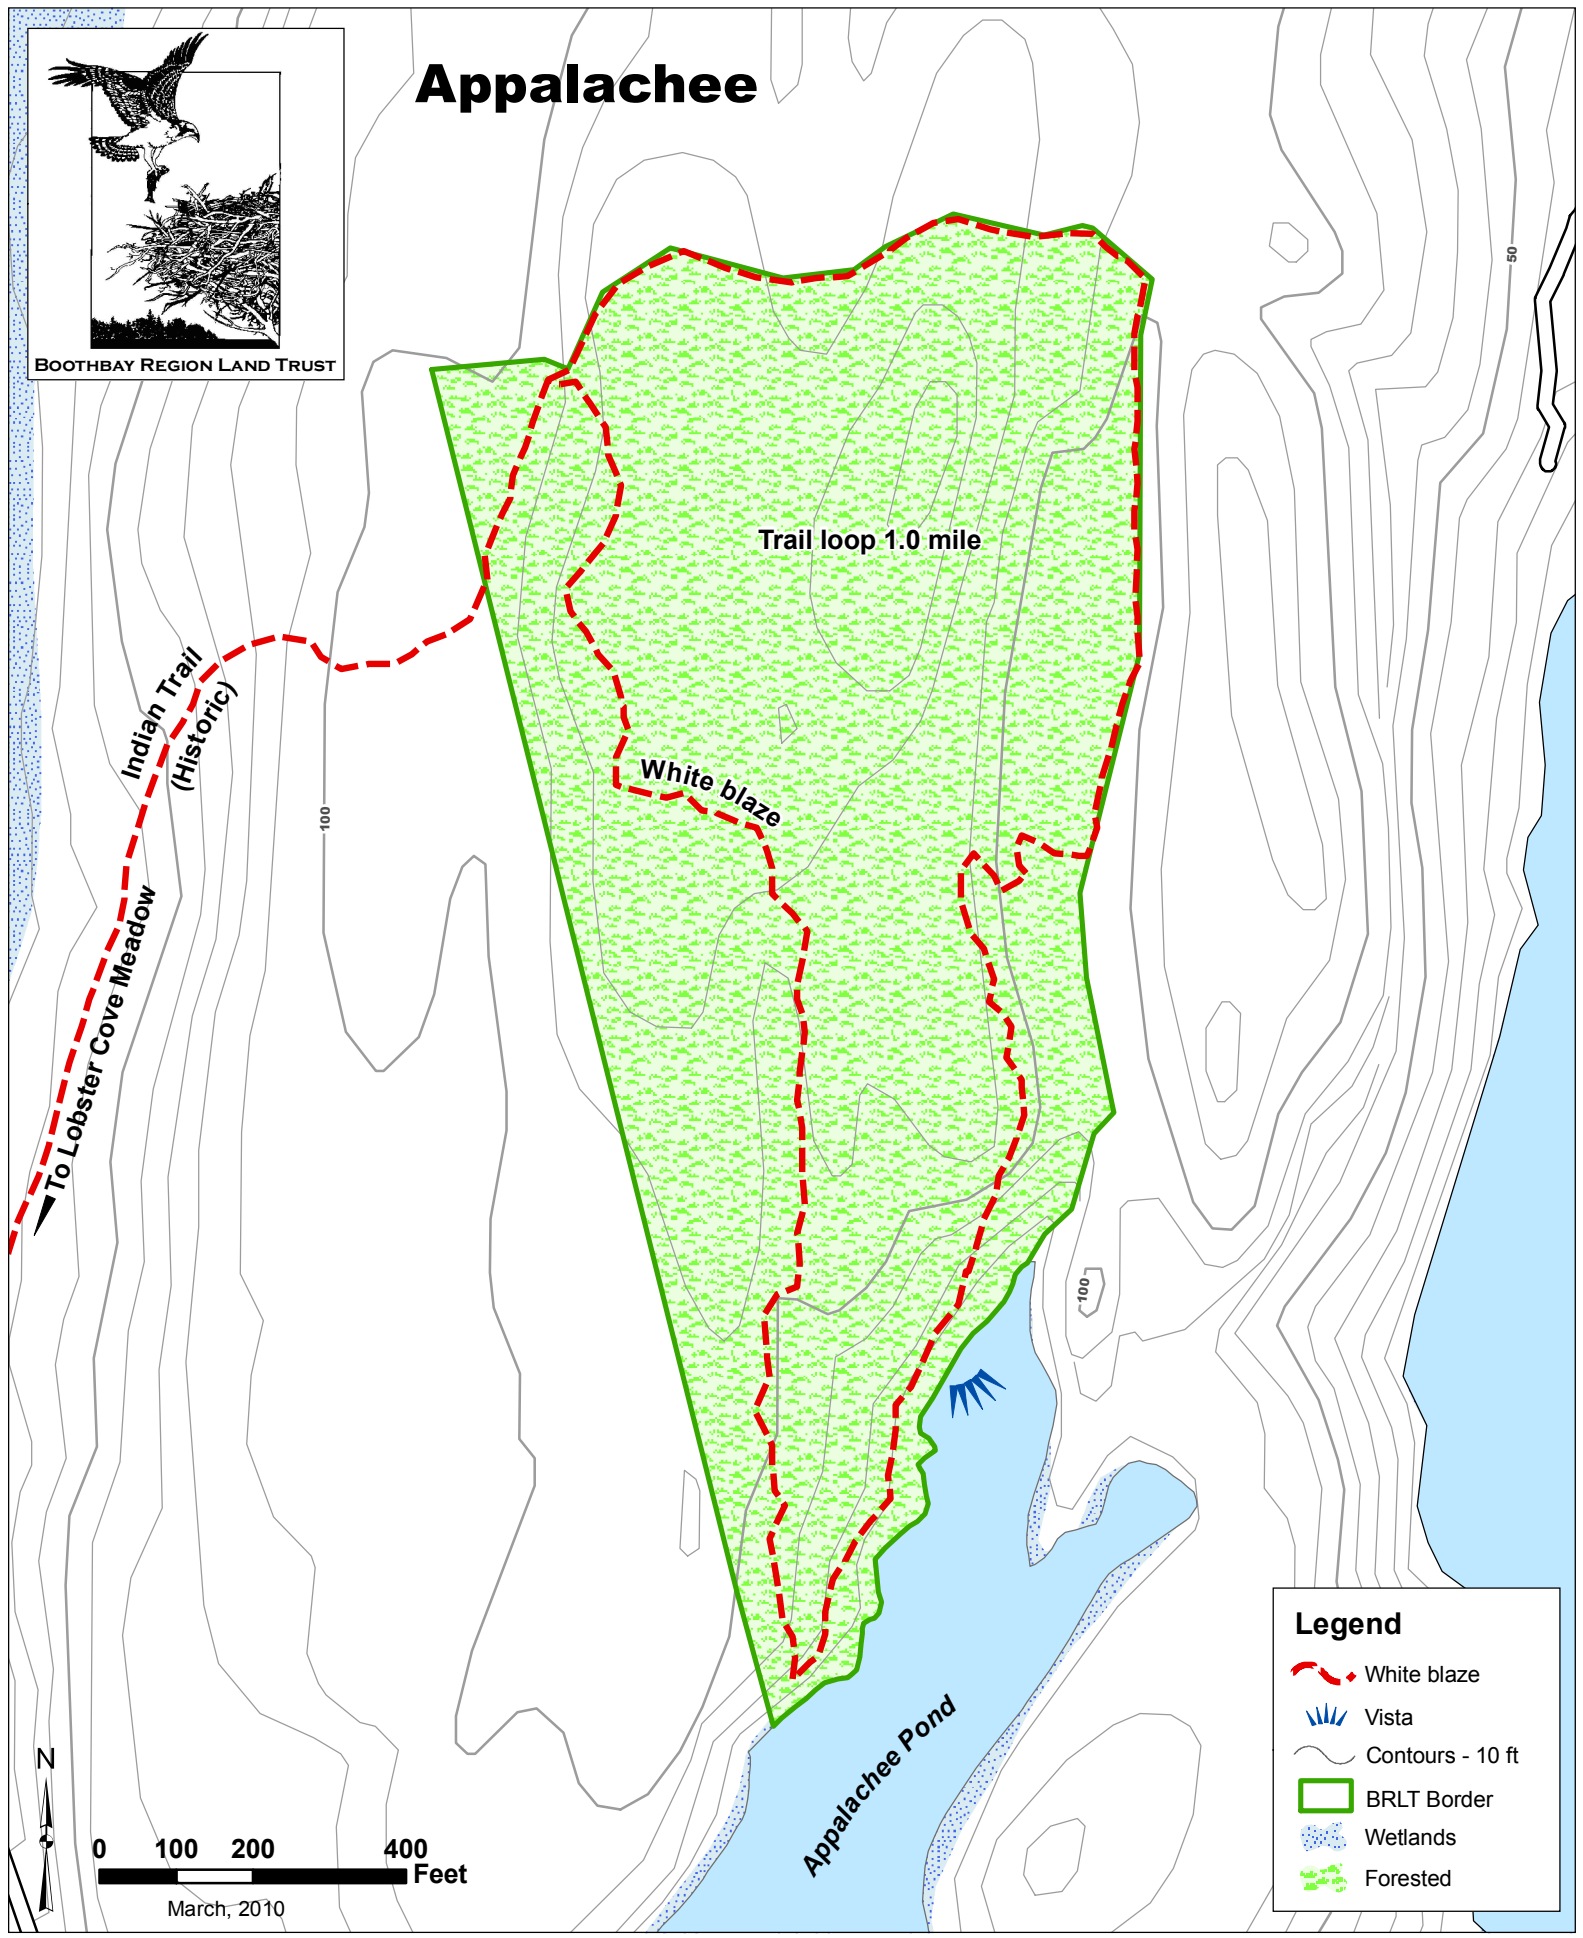 Appalachee
BOOTHBAY REGION LAND TRUST
50
Trail loop 1.0 mile
Indian Trail
(Historic)
White blaze
100
To Lobster Cove Meadow
100
Appalachee Pond
Legend
White blaze
Vista
Contours - 10 ft
BRLT Border
Wetlands
Forested
N
0 100 200 400
Feet
March, 2010